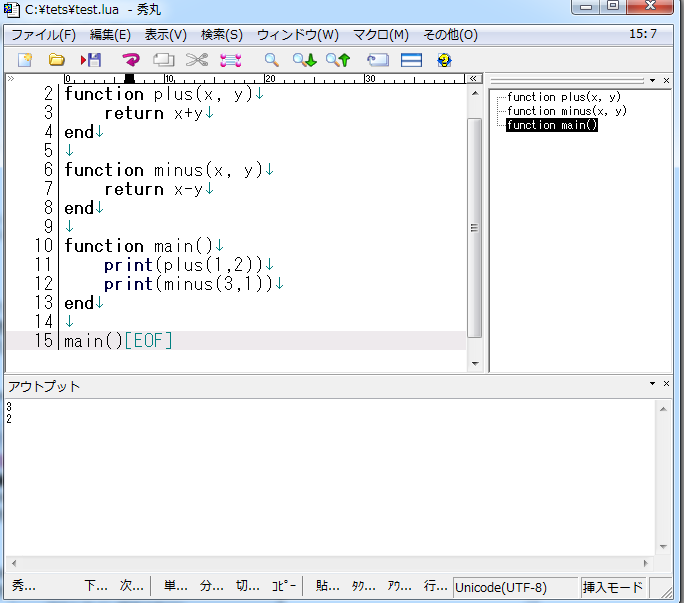 C:¥tets¥test.lua - 秀丸
ファイル(F) 編集(E) 表示(V) 検索(S) ウィンドウ(W) マクロ(M) その他(O) 15: 7
0 10 20 30
2 function plus(x, y)↓
3 return x+y↓
4 end↓
5 ↓
6 function minus(x, y)↓
7 return x-y↓
8 end↓
9 ↓
10 function main()↓
11 print(plus(1,2))↓
12 print(minus(3,1))↓
13 end↓
14 ↓
15 main()[EOF]
function plus(x, y)
function minus(x, y)
function main()
アウトプット
3
2
秀... 下... 次... 単... 分... 切... ｺﾋﾟｰ 貼... ﾀｸ... ｱｳ... 行... Unicode(UTF-8) 挿入モード